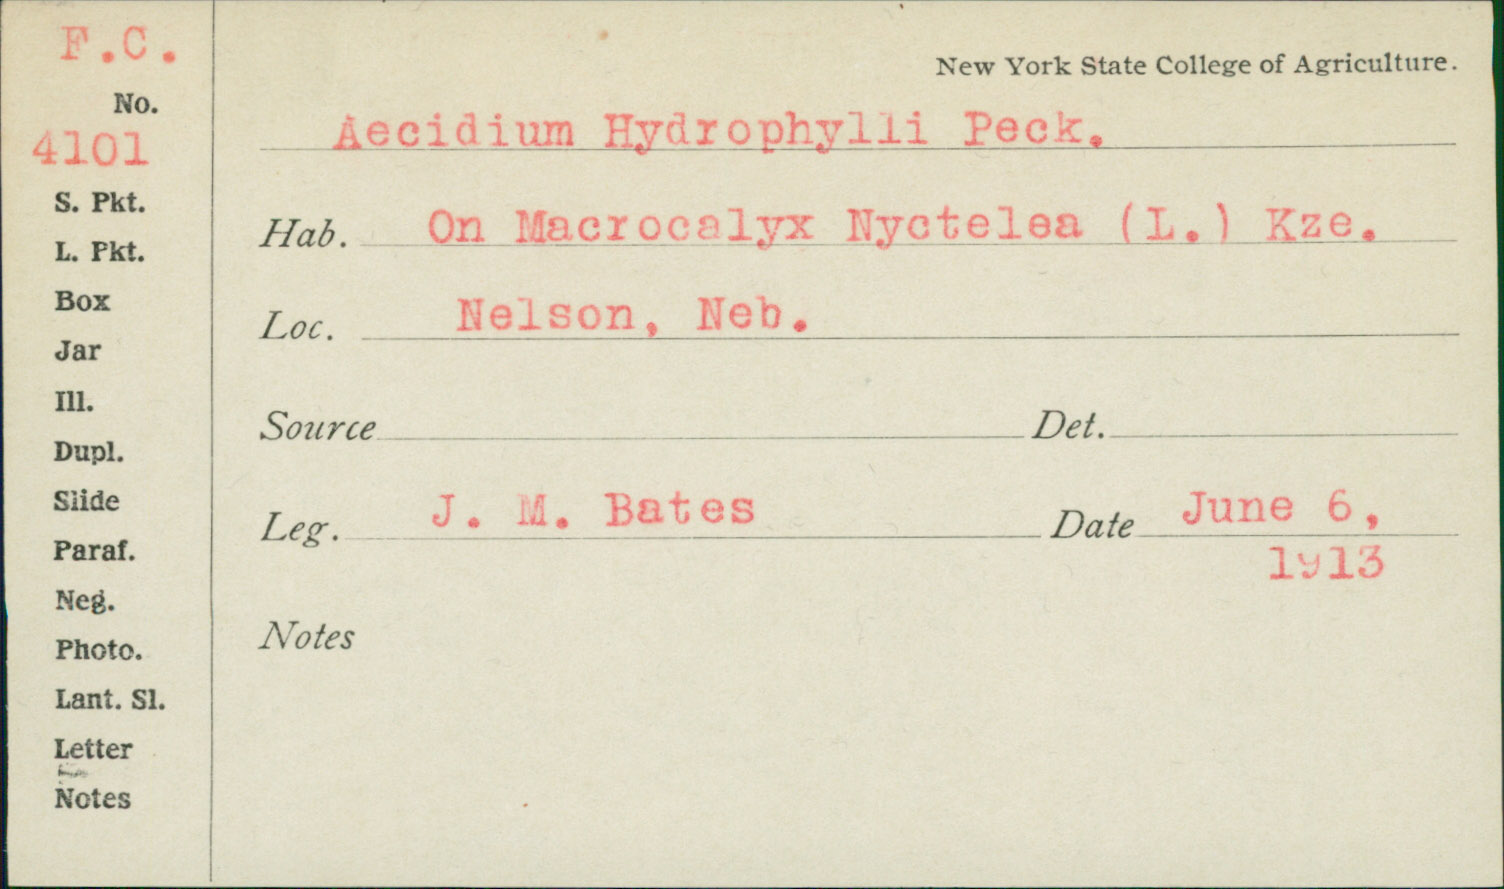 F.C.
No.
4101
S. Pkt.
L. Pkt.
Box
Jar
Ill.
Dupl.
Slide
Paraf.
Neg.
Photo.
Lant. Sl.
Letter
Notes
New York State College of Agriculture.
Aecidium Hydrophylli Peck.
Hab. On Macrocalyx Nyctelea (L.) Kze.
Loc. Nelson, Neb.
Source Det.
Leg. J. M. Bates Date June 6,
1913
Notes